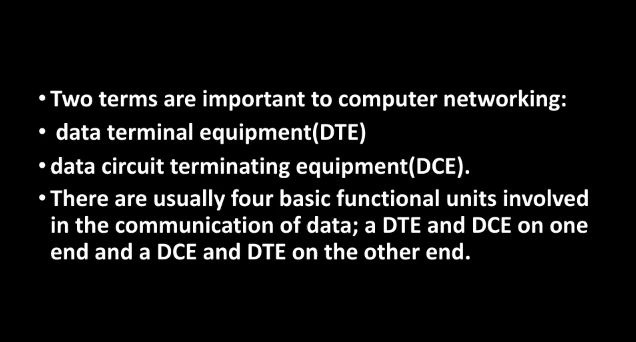 • Two terms are important to computer networking:
• data terminal equipment(DTE)
• data circuit terminating equipment(DCE).
• There are usually four basic functional units involved
in the communication of data; a DTE and DCE on one
end and a DCE and DTE on the other end.